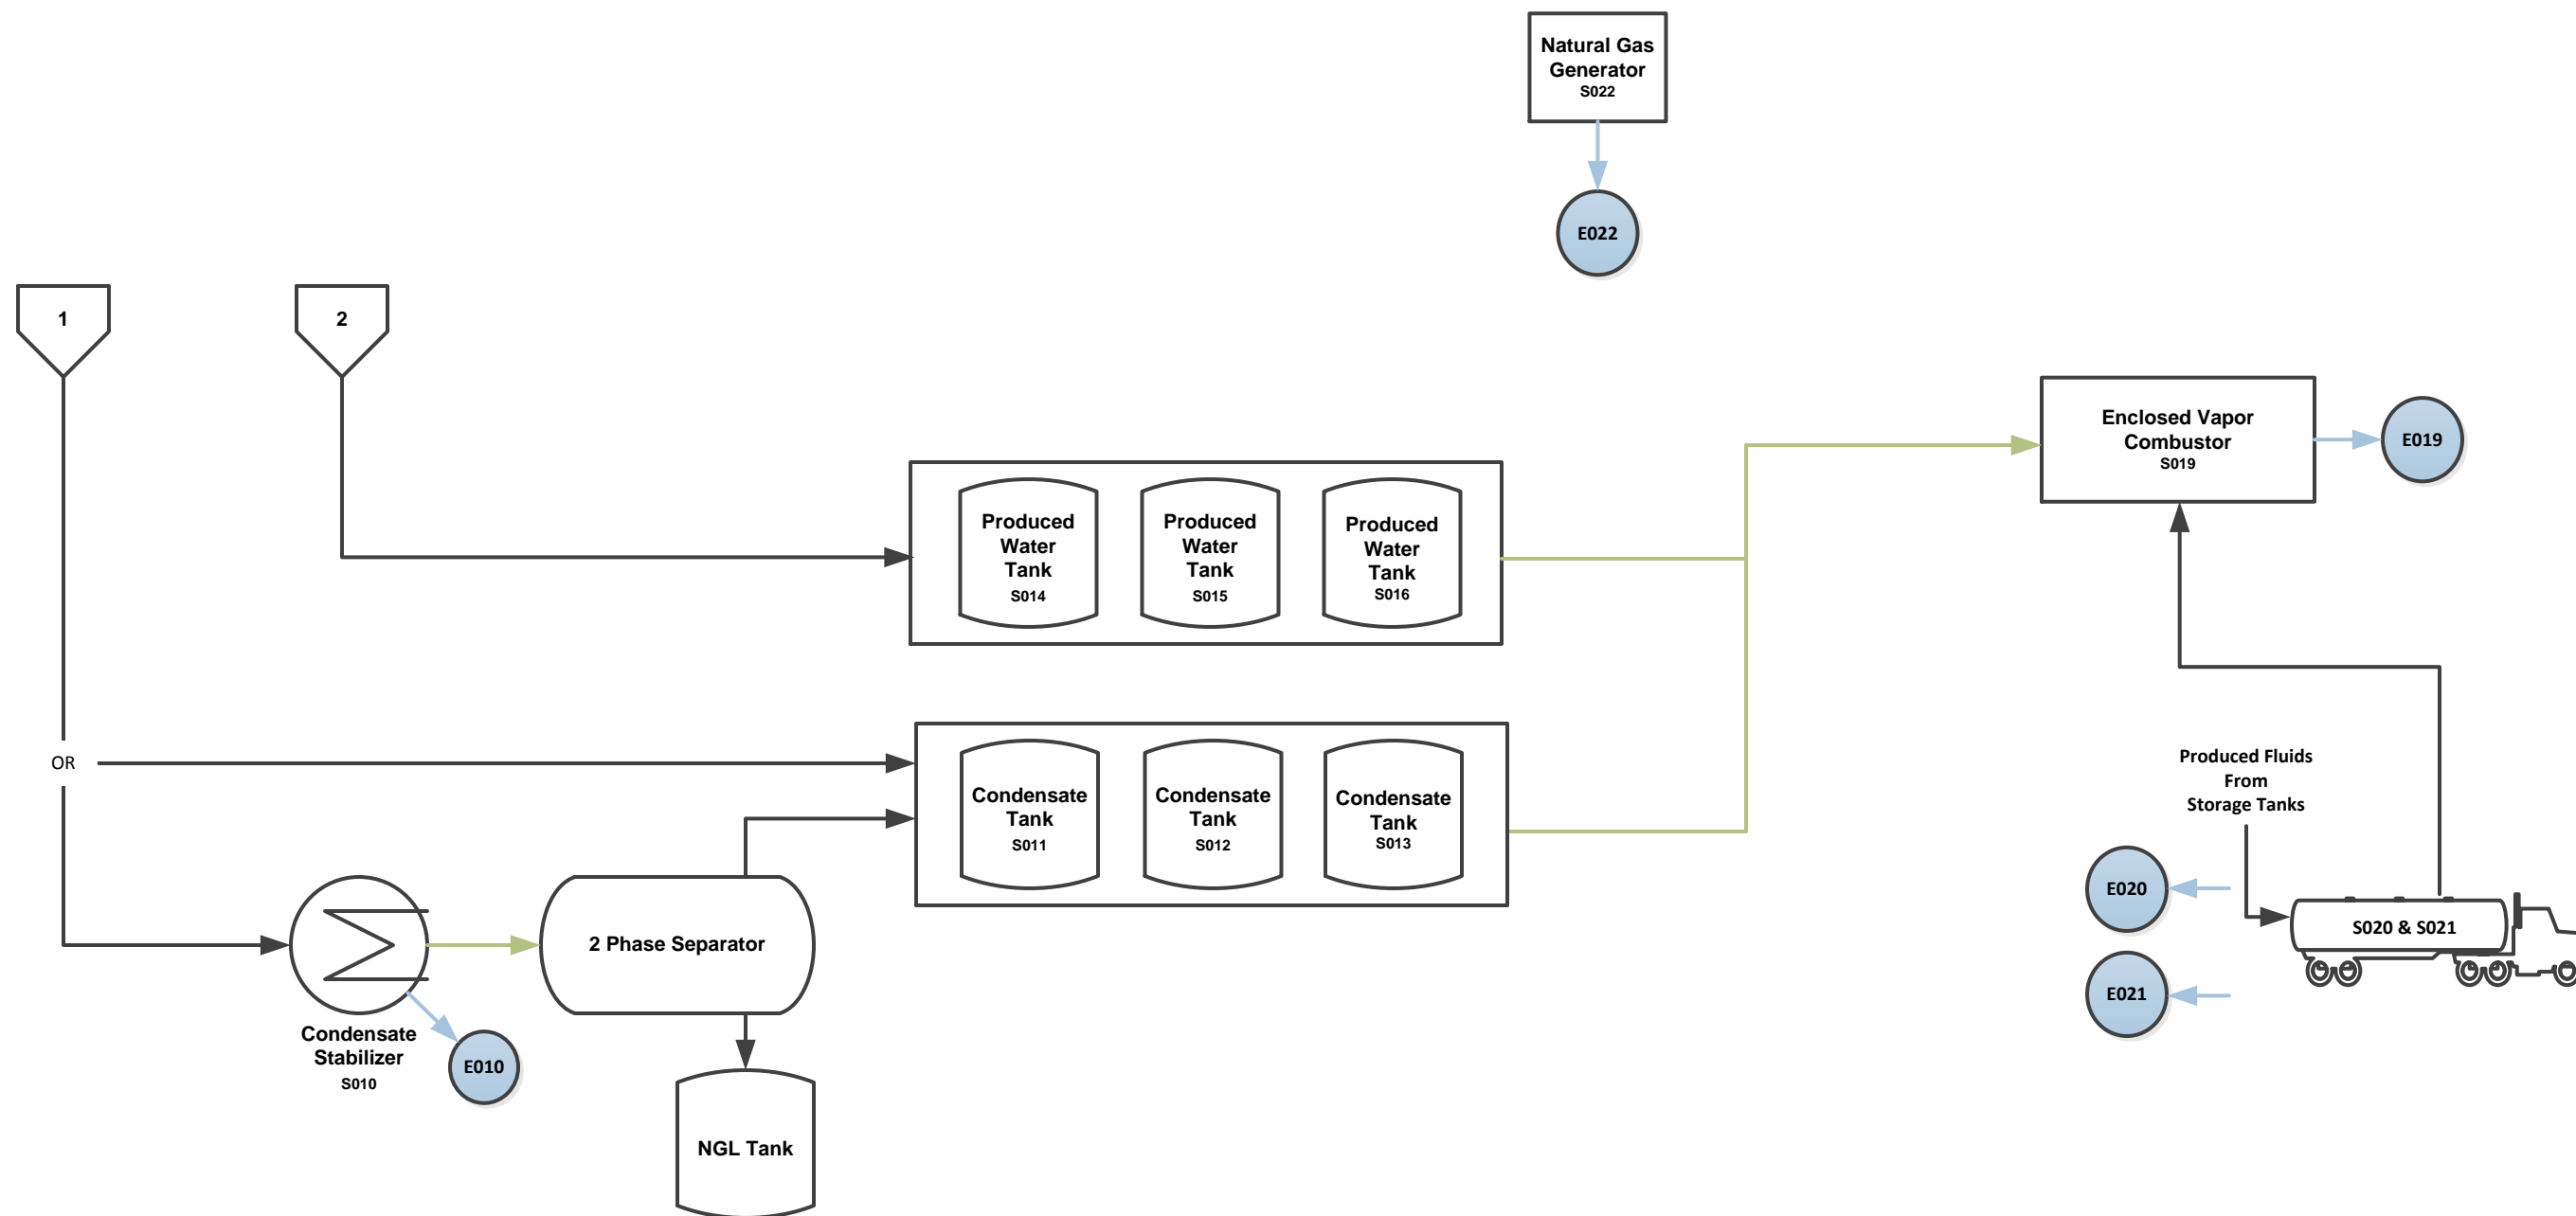 Natural Gas
Generator
S022
E022
1
2
Enclosed Vapor
Combustor
S019
E019
Produced
Water
Tank
S014
Produced
Water
Tank
S015
Produced
Water
Tank
S016
OR
Condensate
Tank
S011
Condensate
Tank
S012
Condensate
Tank
S013
Produced Fluids
From
Storage Tanks
E020
S020 & S021
E021
2 Phase Separator
Condensate
Stabilizer
S010
E010
NGL Tank